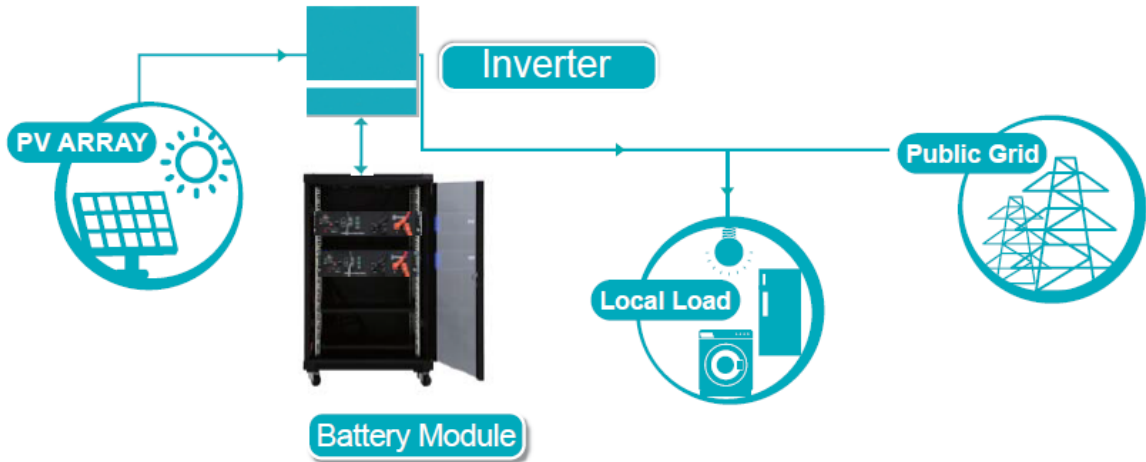 Inverter
PV ARRAY
Public Grid
Local Load
Battery Module